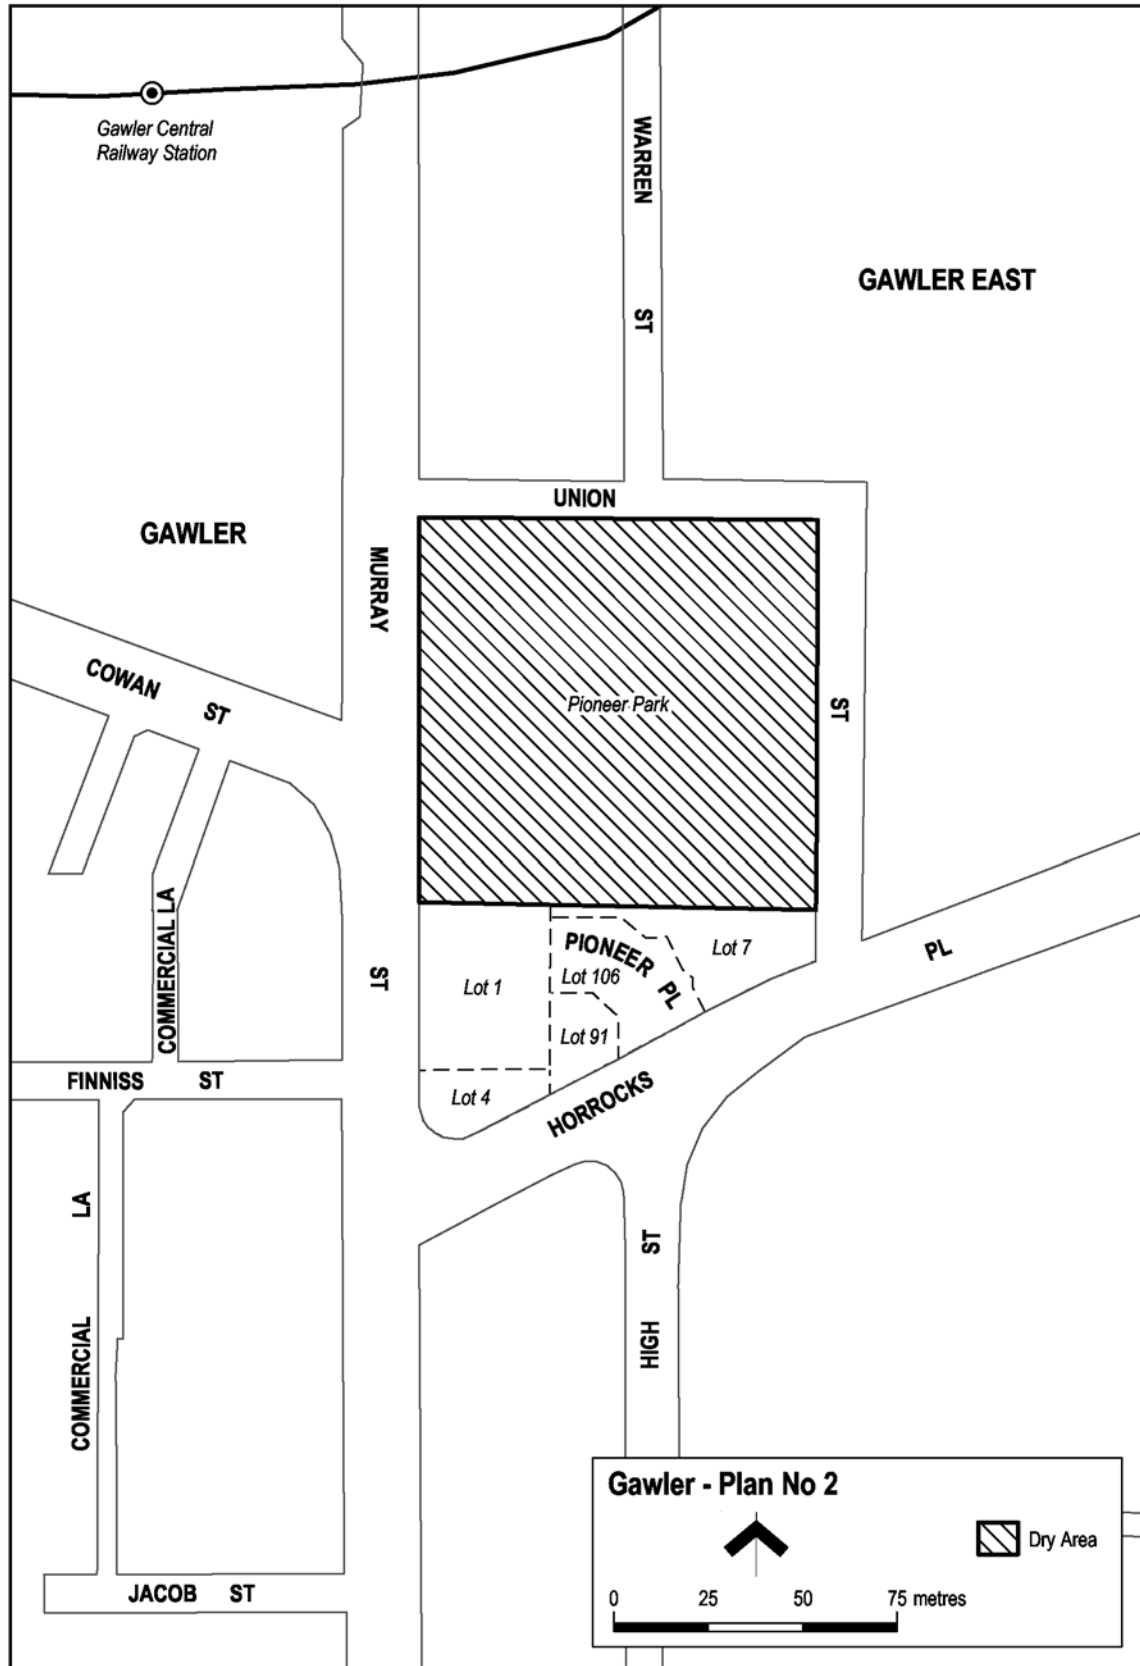 Gawler Central
Railway Station
WARREN
ST
GAWLER EAST
UNION
GAWLER
MURRAY
COWAN
ST
Pioneer Park
ST
COMMERCIAL LA
PIONEER
PL
Lot 7
PL
Lot 106
Lot 1
ST
Lot 91
FINNISS ST
Lot 4
HORROCKS
LA
COMMERCIAL
ST
HIGH
Gawler - Plan No 2
Dry Area
0 25 50 75 metres
JACOB ST